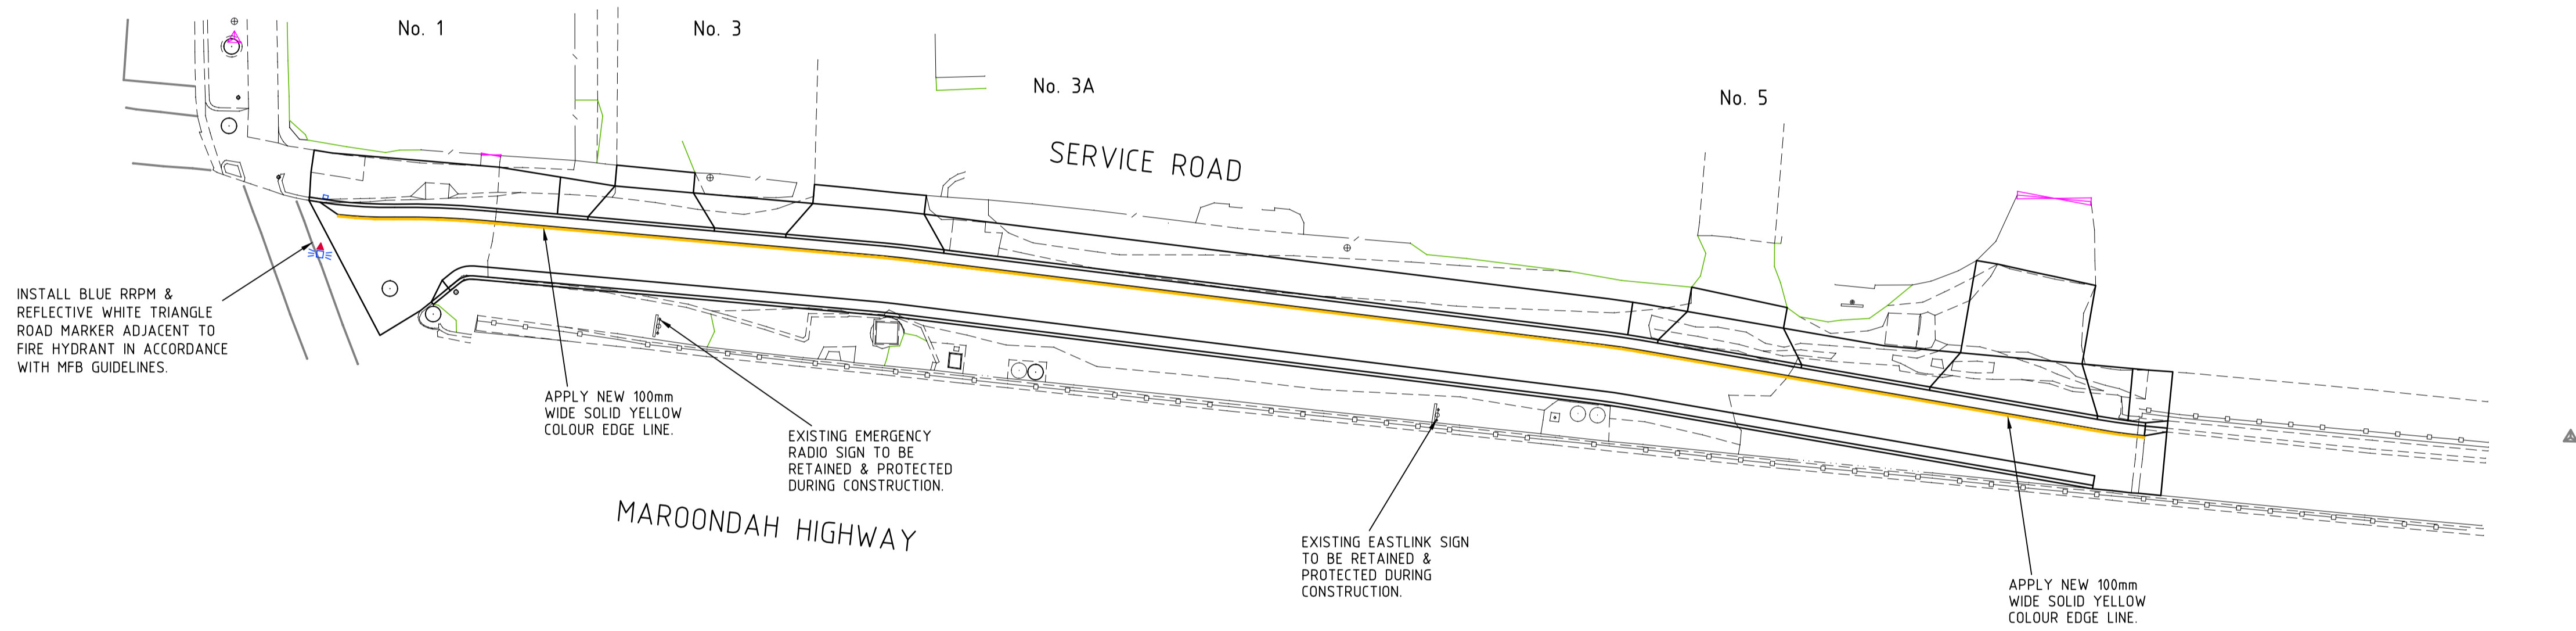 No. 1
No. 3
No. 3A
No. 5
SERVICE ROAD
INSTALL BLUE RRPM &
REFLECTIVE WHITE TRIANGLE
ROAD MARKER ADJACENT TO
FIRE HYDRANT IN ACCORDANCE
WITH MFB GUIDELINES.
APPLY NEW 100mm
WIDE SOLID YELLOW
COLOUR EDGE LINE.
EXISTING EMERGENCY
RADIO SIGN TO BE
RETAINED & PROTECTED
DURING CONSTRUCTION.
MAROONDAH HIGHWAY
EXISTING EASTLINK SIGN
TO BE RETAINED &
PROTECTED DURING
CONSTRUCTION.
APPLY NEW 100mm
WIDE SOLID YELLOW
COLOUR EDGE LINE.